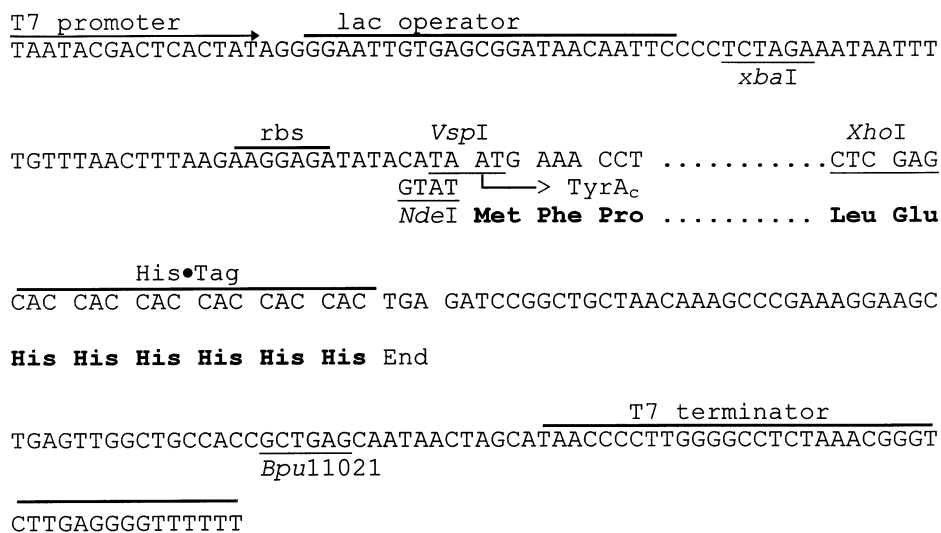 T7 promoter lac operator
TAATACGACTCACTATAGGGGAATTGTGAGCGGATAACAATTCCCCTCTAGAAATAATTT
xbaI
rbs VspI XhoI
TGTTTAACTTTAAGAAGGAGATATACATAATG AAA CCT ...........CTC GAG
GTAT > TyrAc
NdeI Met Phe Pro .......... Leu Glu
His•Tag
CAC CAC CAC CAC CAC CAC TGA GATCCGGCTGCTAACAAAGCCCGAAAGGAAGC
His His His His His His End
T7 terminator
TGAGTTGGCTGCCACCGCTGAGCAATAACTAGCATAACCCCTTGGGGCCTCTAAACGGGT
Bpu11021
CTTGAGGGGTTTTTT